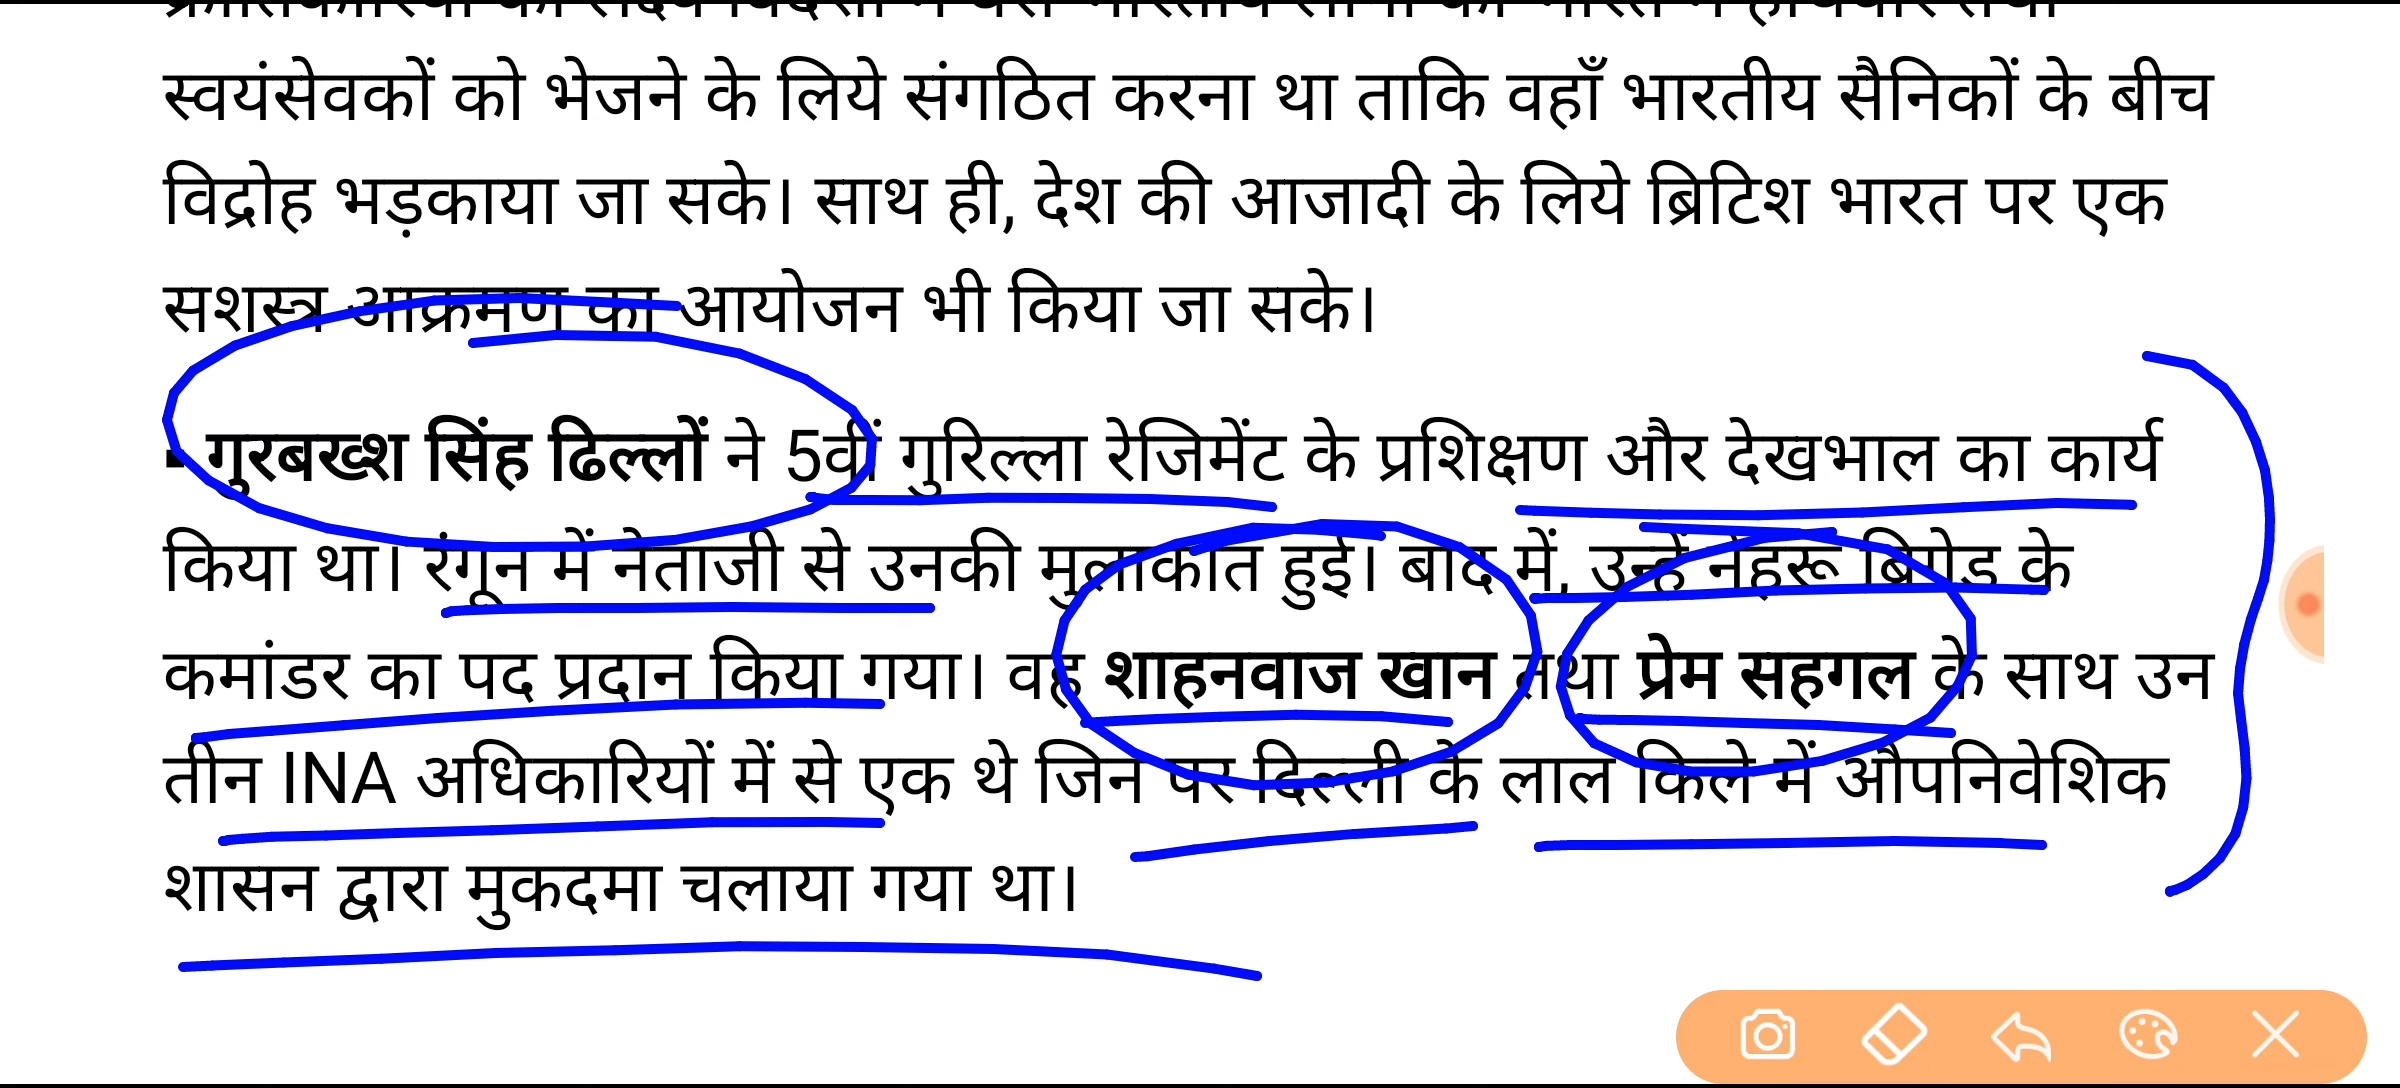 स्वयंसेवकों को भेजने के लिये संगठित करना था ताकि वहाँ भारतीय सैनिकों के बीच
विद्रोह भड़काया जा सके। साथ ही, देश की आजादी के लिये ब्रिटिश भारत पर एक
सशस्त्र आक्रमण का आयोजन भी किया जा सके।
▪ गुरबख्श सिंह ढिल्लों ने 5वीं गुरिल्ला रेजिमेंट के प्रशिक्षण और देखभाल का कार्य
किया था। रंगून में नेताजी से उनकी मुलाकात हुई। बाद में, उन्हें नेहरू ब्रिगेड के
कमांडर का पद प्रदान किया गया। वह शाहनवाज खान तथा प्रेम सहगल के साथ उन
तीन INA अधिकारियों में से एक थे जिन पर दिल्ली के लाल किले में औपनिवेशिक
शासन द्वारा मुकदमा चलाया गया था।